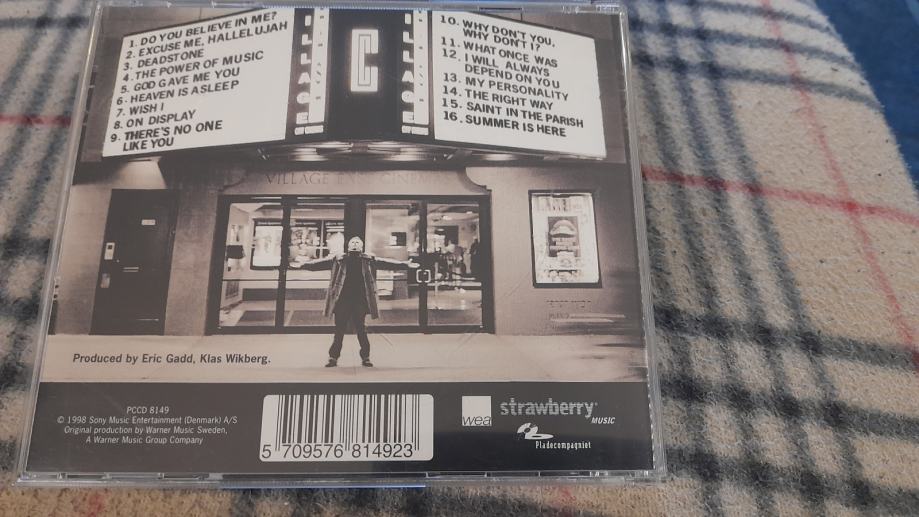 1. DO YOU BELIEVE IN ME?
2. EXCUSE ME, HALLELUJAH
3. DEADSTONE
4. THE POWER OF MUSIC
5. GOD GAVE ME YOU
6. HEAVEN IS ASLEEP
7. WISH I
8. ON DISPLAY
9. THERE'S NO ONE
LIKE YOU
C
10. WHY DON'T YOU,
WHY DON'T I?
11. WHAT ONCE WAS
12. I WILL ALWAYS
DEPEND ON YOU
13. MY PERSONALITY
14. THE RIGHT WAY
15. SAINT IN THE PARISH
16. SUMMER IS HERE
VILLAGE EAST CINEMAS
Produced by Eric Gadd, Klas Wikberg.
PCCD 8149
© 1998 Sony Music Entertainment (Denmark) A/S
Original production by Warner Music Sweden,
A Warner Music Group Company
5 709576 814923
wea
strawberry
MUSIC
Pladecompagniet